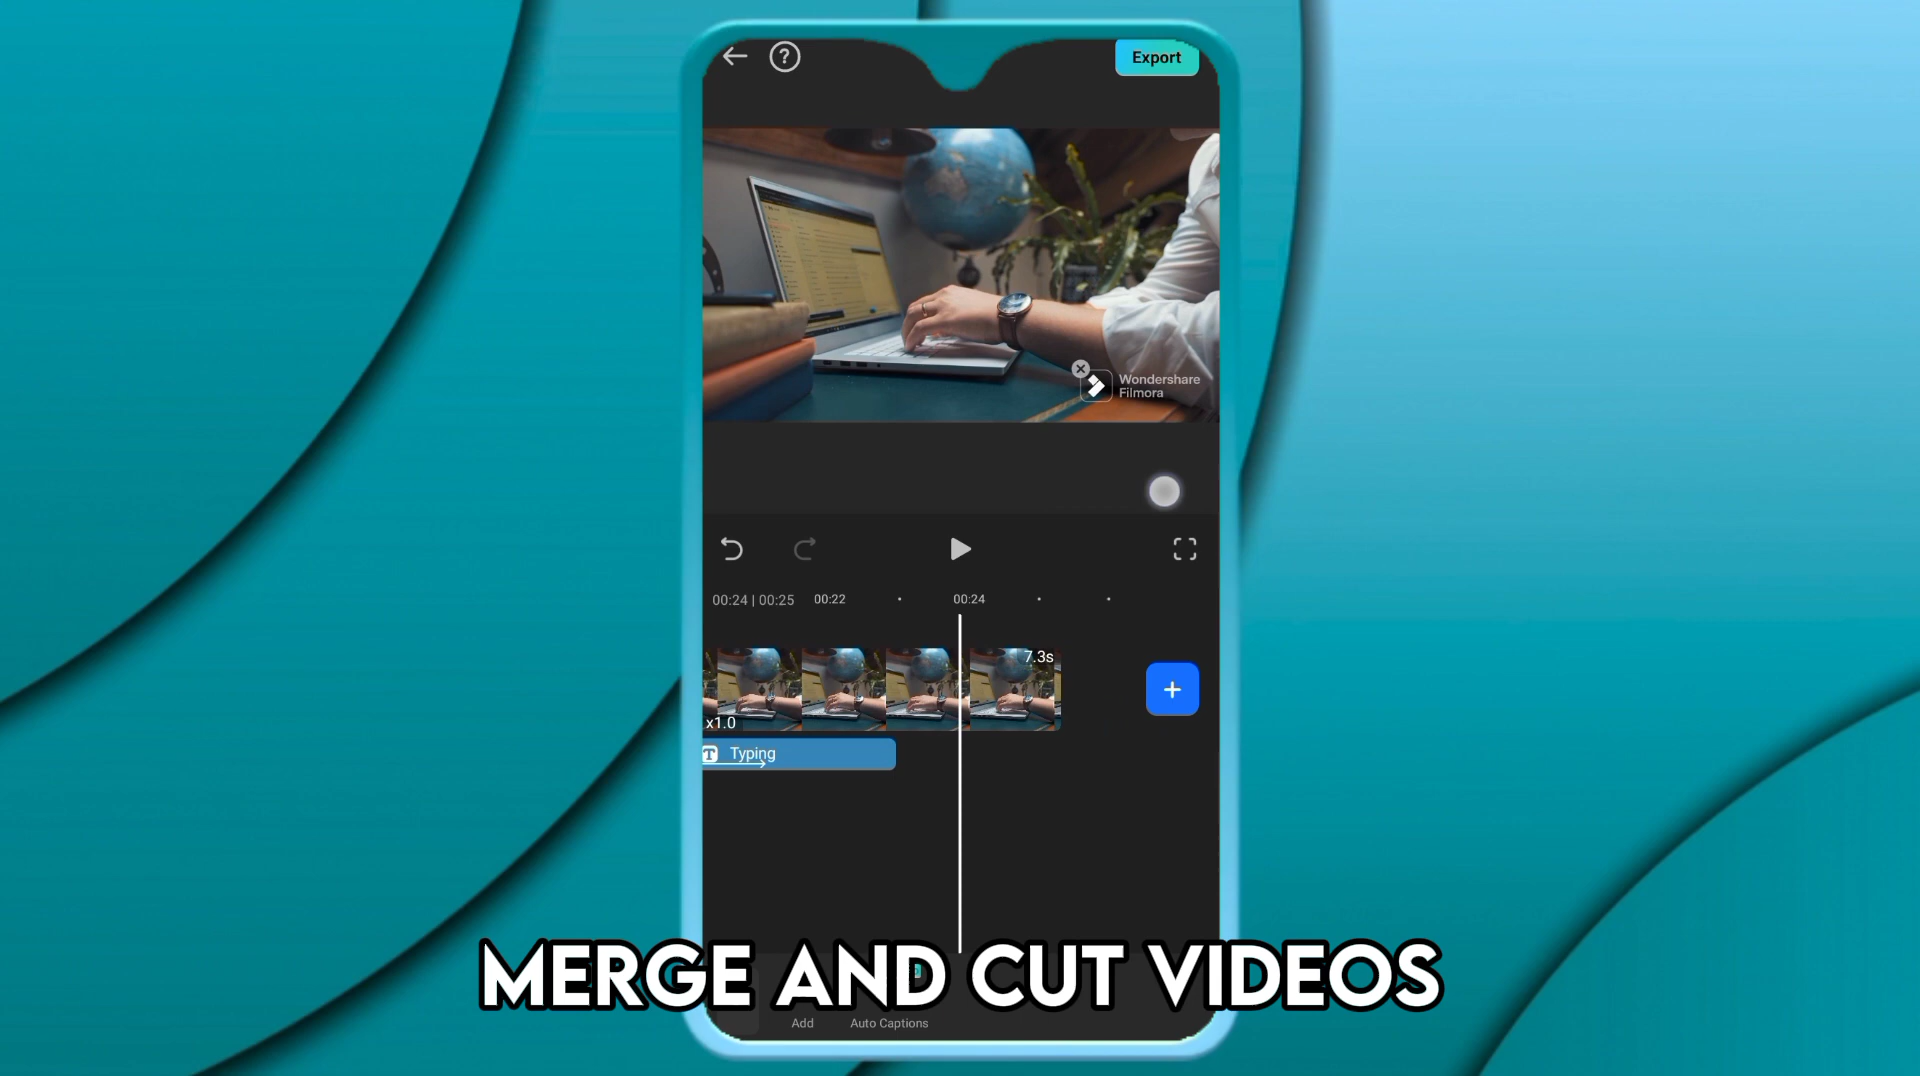 Export
Wondershare
Filmora
00:24 | 00:25 00:22 00:24
7.3s
x1.0
Typing
MERGE AND CUT VIDEOS
Add Auto Captions